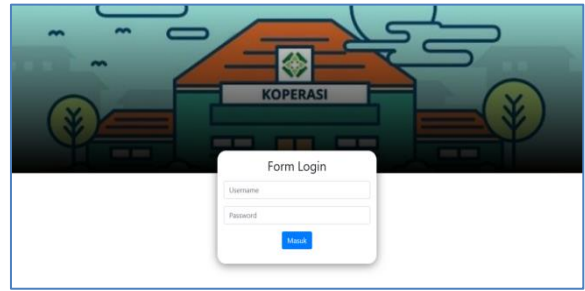 KOPERASI
Form Login
Username
Password
Masuk